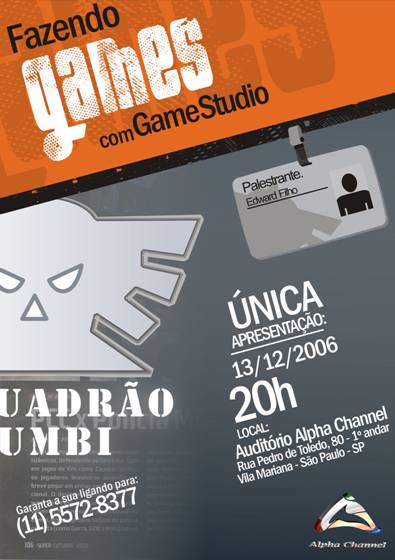 Fazendo
games
com GameStudio
Palestrante.
Edward Filho
ÚNICA
APRESENTAÇÃO:
13/12/2006
20h
LOCAL:
Auditório Alpha Channel
Rua Pedro de Toledo, 80 - 1º andar
Vila Mariana - São Paulo - SP
UADRÃO
UMBI
Garanta a sua ligando para:
(11) 5572-8377
Alpha Channel